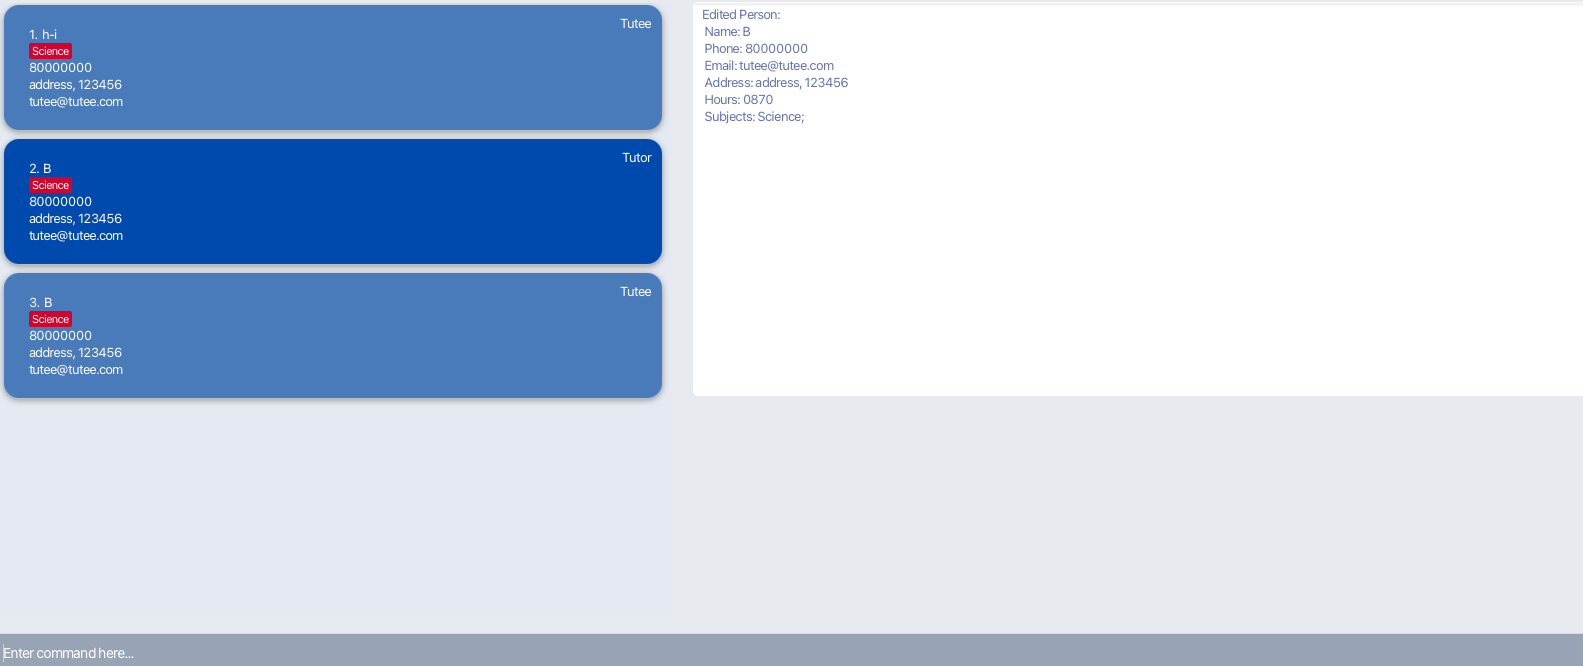 Tutee
1. h-i
Science
80000000
address, 123456
tutee@tutee.com
Tutor
2. B
Science
80000000
address, 123456
tutee@tutee.com
Tutee
3. B
Science
80000000
address, 123456
tutee@tutee.com
Edited Person:
Name: B
Phone: 80000000
Email: tutee@tutee.com
Address: address, 123456
Hours: 0870
Subjects: Science;
Enter command here...